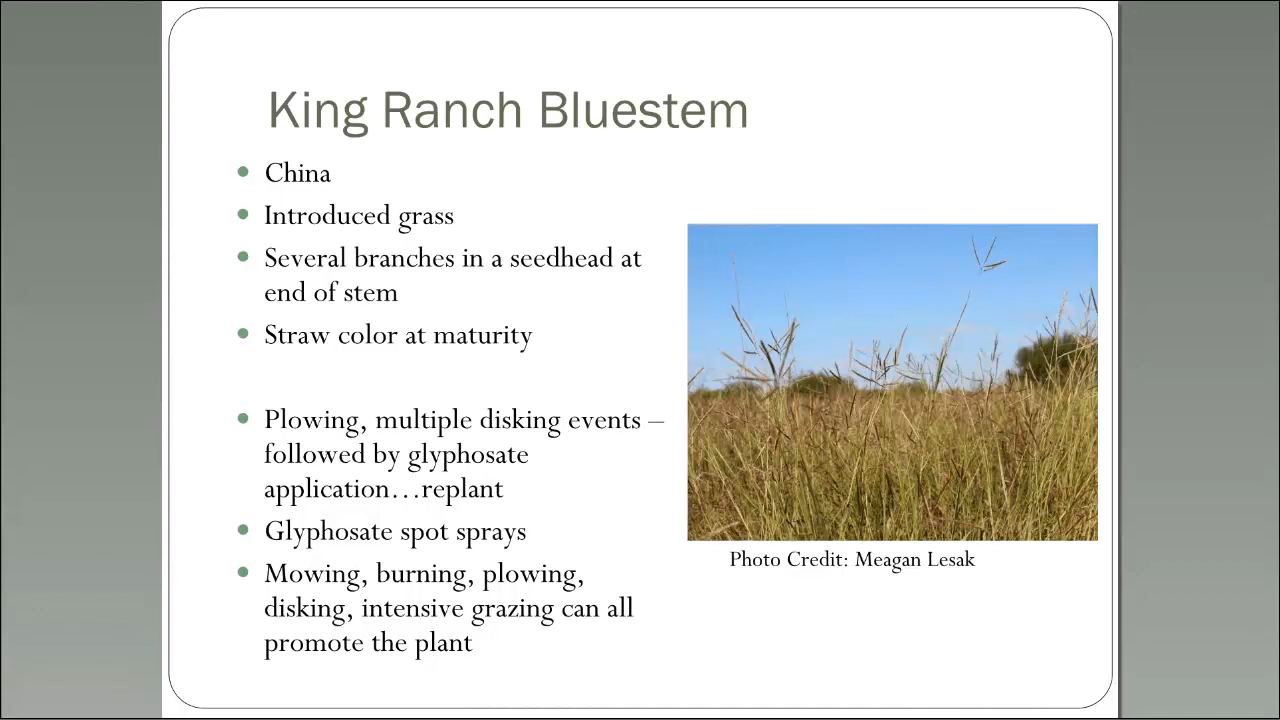 King Ranch Bluestem
• China
• Introduced grass
• Several branches in a seedhead at
end of stem
• Straw color at maturity
• Plowing, multiple disking events –
followed by glyphosate
application…replant
• Glyphosate spot sprays
• Mowing, burning, plowing,
disking, intensive grazing can all
promote the plant
Photo Credit: Meagan Lesak